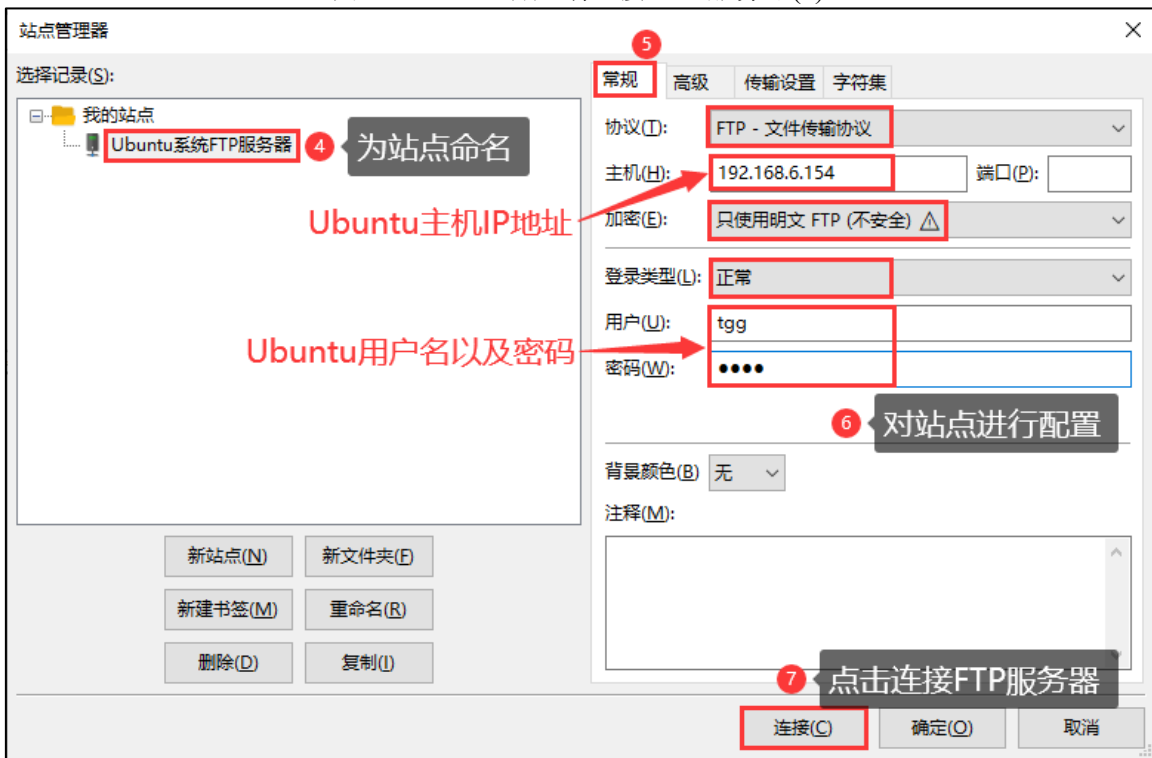 站点管理器
选择记录(S):
我的站点
Ubuntu系统FTP服务器
4 为站点命名
5
常规 高级 传输设置 字符集
协议(T): FTP - 文件传输协议
主机(H): 192.168.6.154 端口(P):
Ubuntu主机IP地址
加密(E): 只使用明文 FTP (不安全)
登录类型(L): 正常
用户(U): tgg
Ubuntu用户名以及密码
密码(W): ●●●●
6 对站点进行配置
背景颜色(B) 无
注释(M):
新站点(N) 新文件夹(F)
新建书签(M) 重命名(R)
删除(D) 复制(I)
7 点击连接FTP服务器
连接(C) 确定(O) 取消